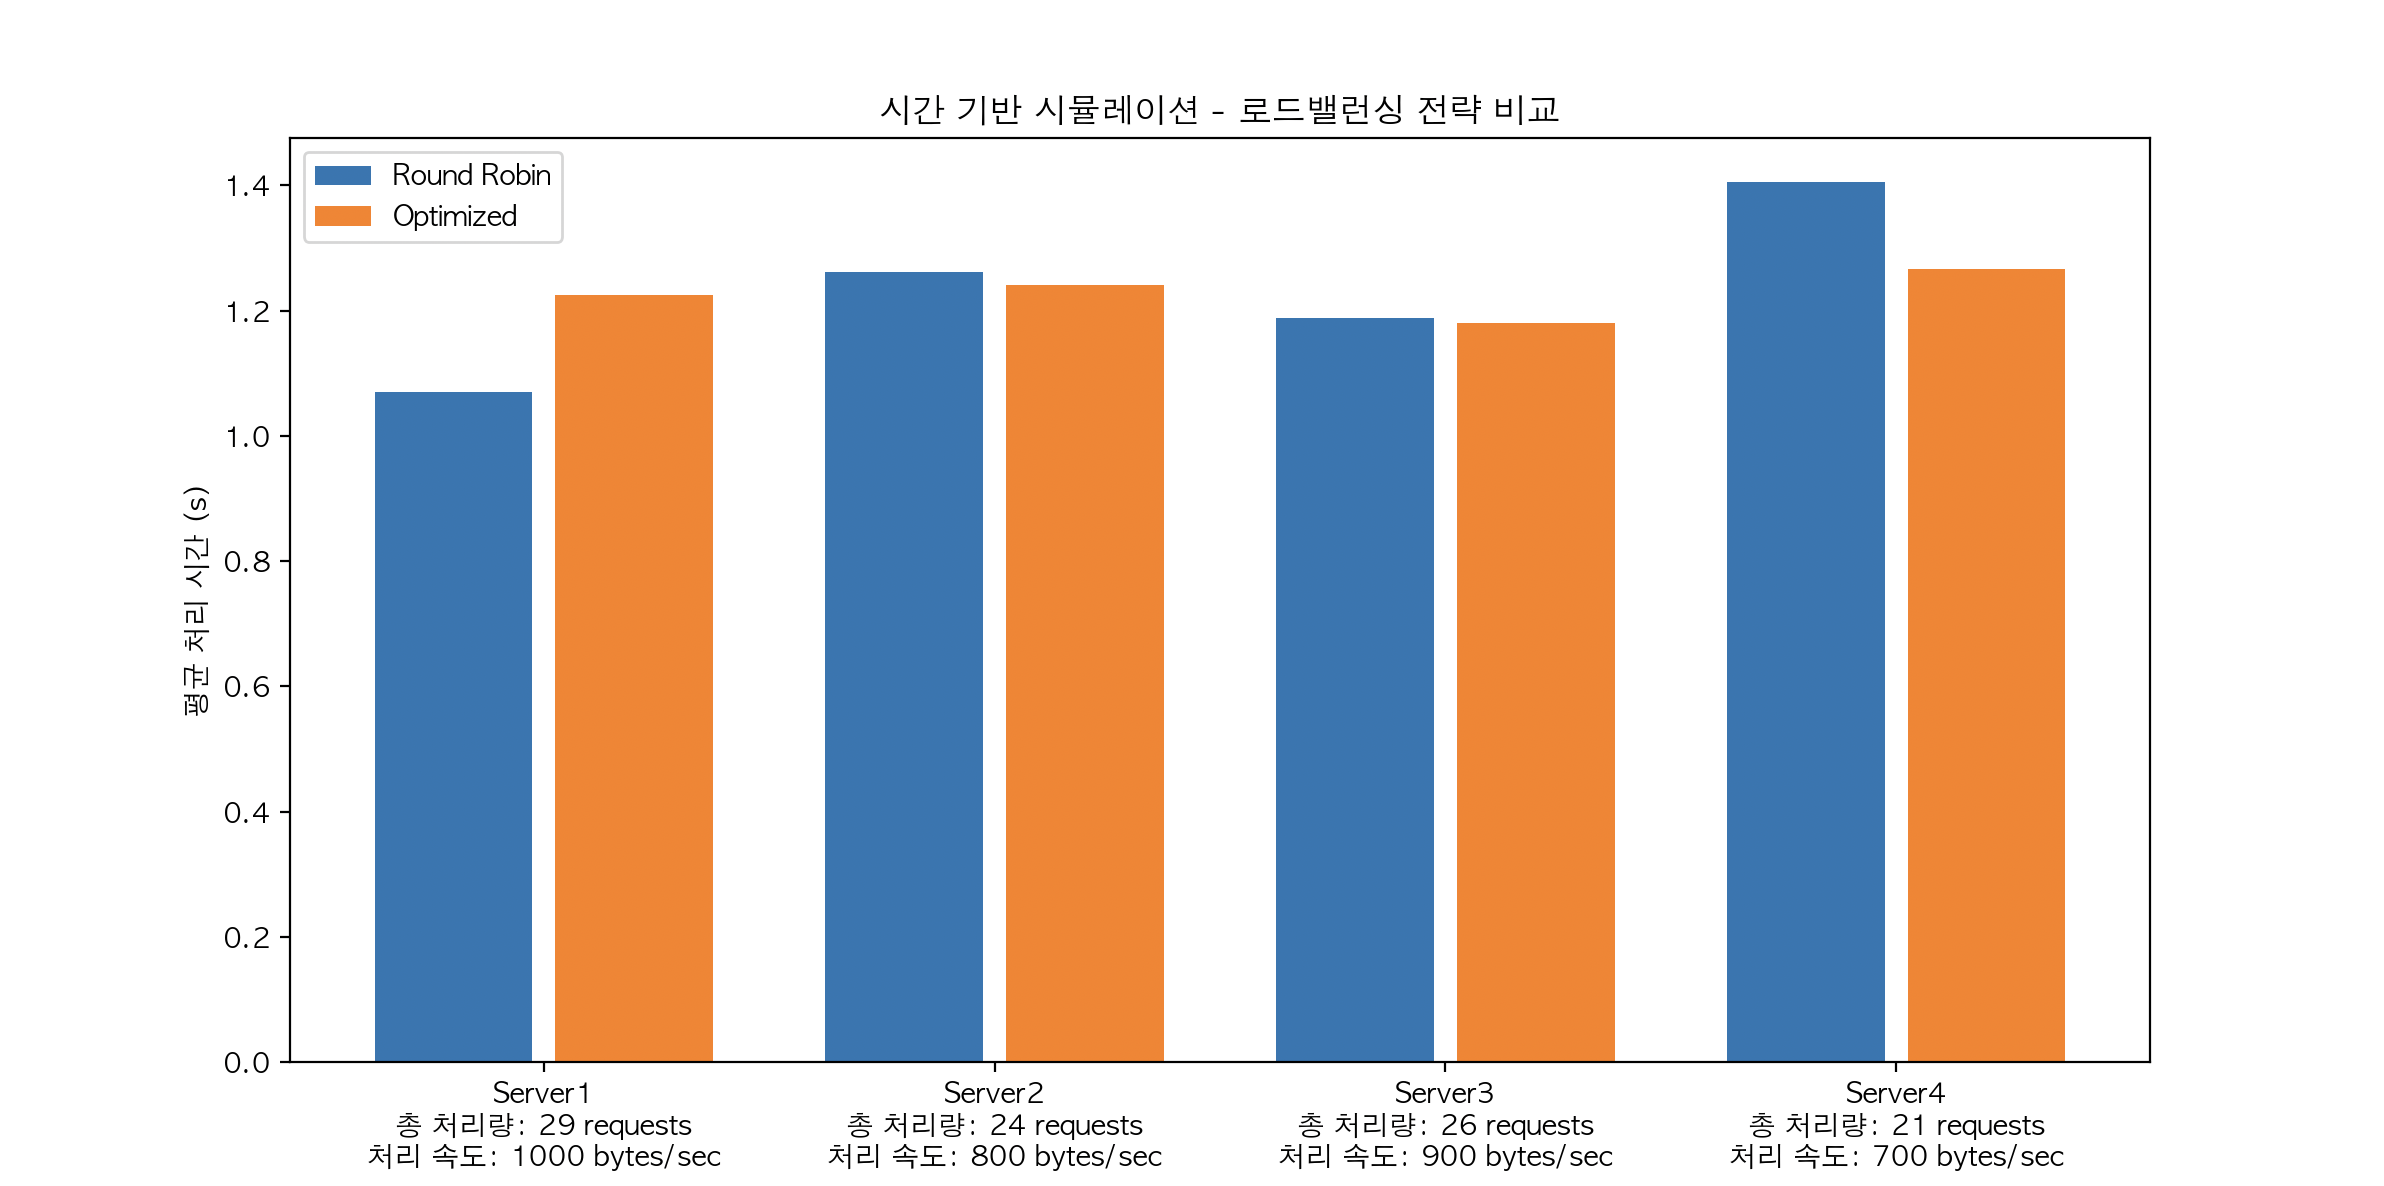 시간 기반 시뮬레이션 - 로드밸런싱 전략 비교
Round Robin
Optimized
평균 처리 시간 (s)
1.4
1.2
1.0
0.8
0.6
0.4
0.2
0.0
Server1
총 처리량: 29 requests
처리 속도: 1000 bytes/sec
Server2
총 처리량: 24 requests
처리 속도: 800 bytes/sec
Server3
총 처리량: 26 requests
처리 속도: 900 bytes/sec
Server4
총 처리량: 21 requests
처리 속도: 700 bytes/sec